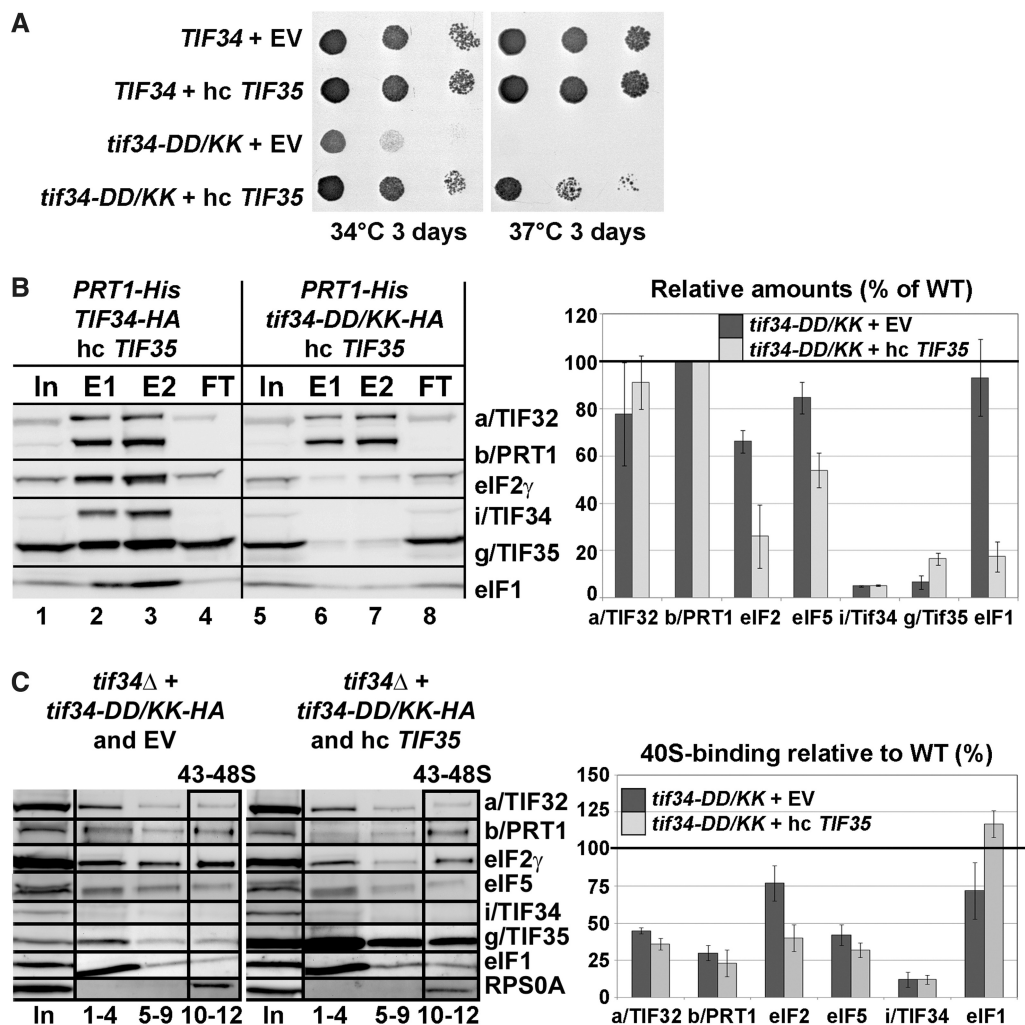 A
TIF34 + EV
TIF34 + hc TIF35
tif34-DD/KK + EV
tif34-DD/KK + hc TIF35
34°C 3 days 37°C 3 days
B
PRT1-His
TIF34-HA
hc TIF35
PRT1-His
tif34-DD/KK-HA
hc TIF35
In E1 E2 FT In E1 E2 FT
a/TIF32
b/PRT1
eIF2γ
i/TIF34
g/TIF35
eIF1
1 2 3 4 5 6 7 8
Relative amounts (% of WT)
tif34-DD/KK + EV
tif34-DD/KK + hc TIF35
120
100
80
60
40
20
0
a/TIF32 b/PRT1 eIF2 eIF5 i/Tif34 g/Tif35 eIF1
C
tif34Δ +
tif34-DD/KK-HA
and EV
tif34Δ +
tif34-DD/KK-HA
and hc TIF35
43-48S 43-48S
a/TIF32
b/PRT1
eIF2γ
eIF5
i/TIF34
g/TIF35
eIF1
RPS0A
In 1-4 5-9 10-12 In 1-4 5-9 10-12
40S-binding relative to WT (%)
tif34-DD/KK + EV
tif34-DD/KK + hc TIF35
150
125
100
75
50
25
0
a/TIF32 b/PRT1 eIF2 eIF5 i/TIF34 eIF1